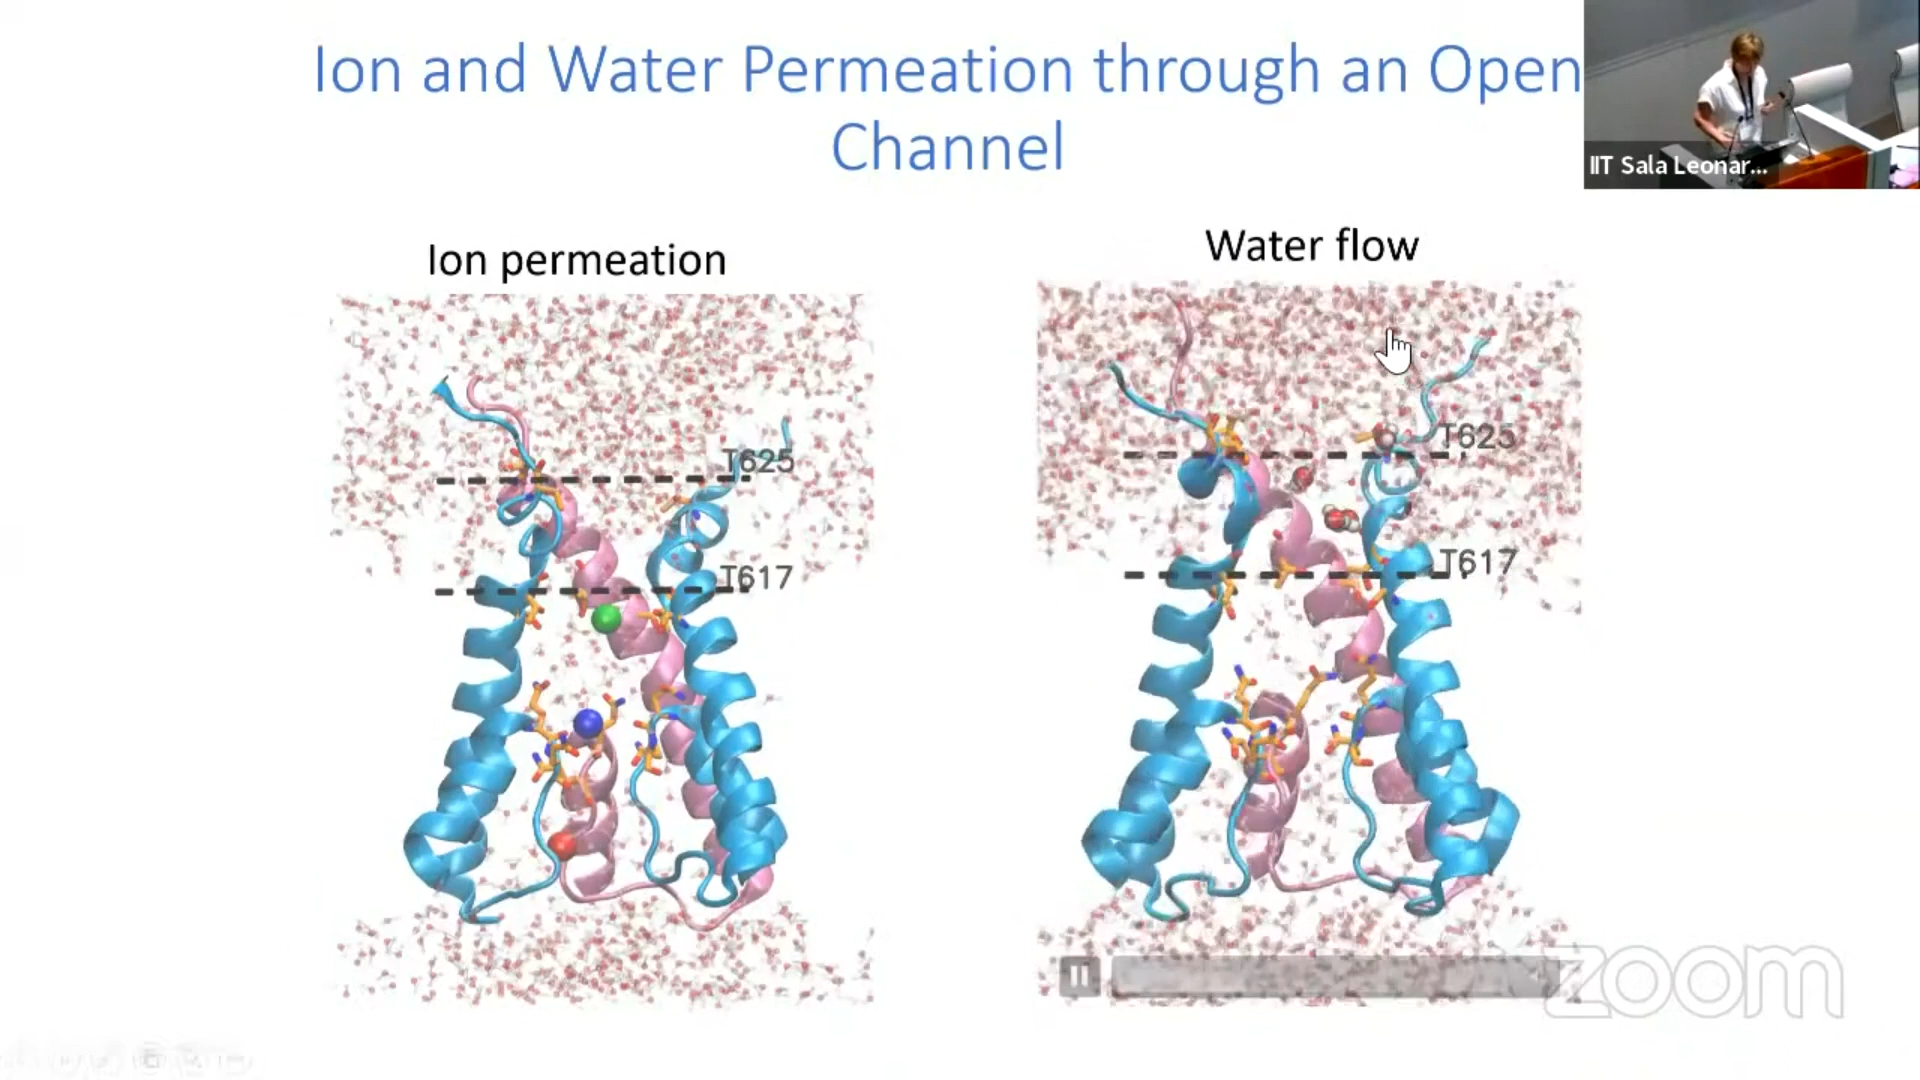 Ion and Water Permeation through an Open
Channel
IIT Sala Leonar...
Ion permeation
Water flow
T625
T617
T625
T617
zoom